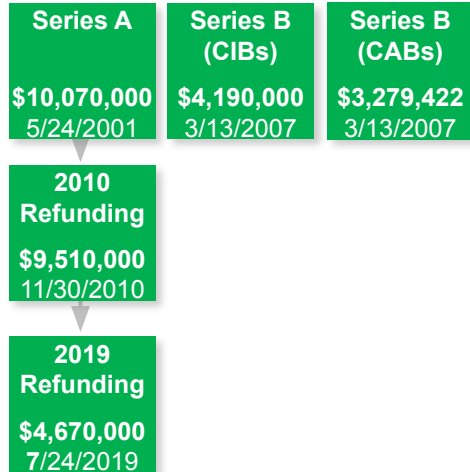 Series A
$10,070,000
5/24/2001
Series B
(CIBs)
$4,190,000
3/13/2007
Series B
(CABs)
$3,279,422
3/13/2007
2010
Refunding
$9,510,000
11/30/2010
2019
Refunding
$4,670,000
7/24/2019